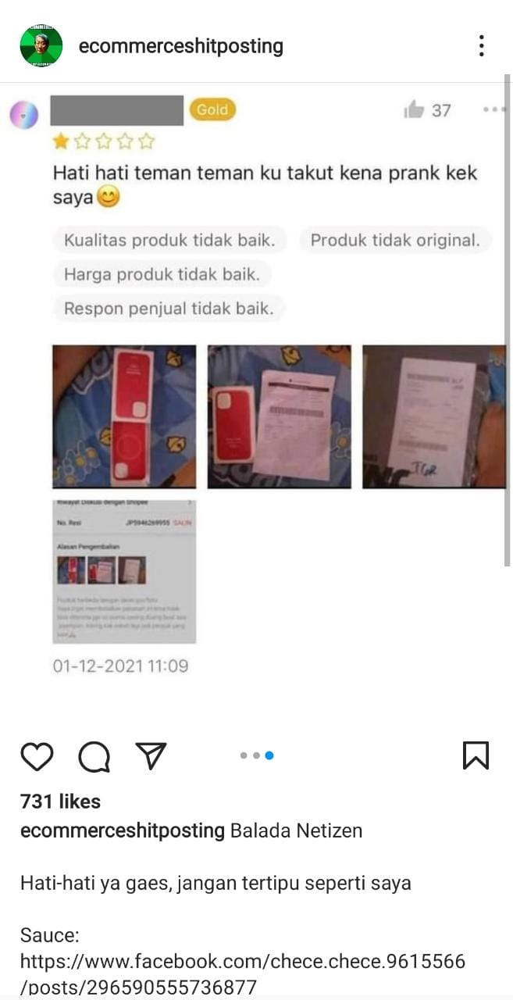 ecommerceshitposting
Gold
37
Hati hati teman teman ku takut kena prank kek
saya
Kualitas produk tidak baik.
Produk tidak original.
Harga produk tidak baik.
Respon penjual tidak baik.
TGR
Riwayat Diskusi dengan Shopee
No. Resi
SALIN
Alasan Pengembalian
01-12-2021 11:09
731 likes
ecommerceshitposting Balada Netizen
Hati-hati ya gaes, jangan tertipu seperti saya
Sauce:
https://www.facebook.com/chece.chece.9615566
/posts/296590555736877